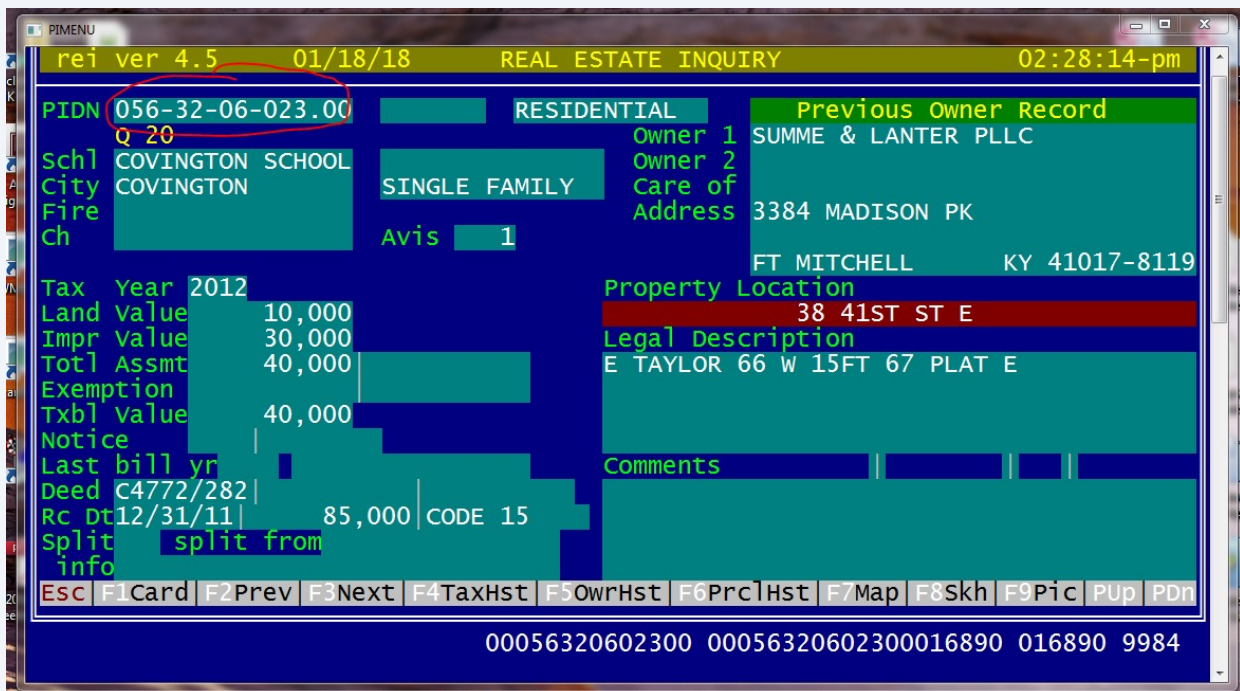 PIMENU
rei ver 4.5 01/18/18 REAL ESTATE INQUIRY 02:28:14-pm
PIDN 056-32-06-023.00 RESIDENTIAL Previous Owner Record
Q 20 Owner 1 SUMME & LANTER PLLC
Schl COVINGTON SCHOOL Owner 2
City COVINGTON SINGLE FAMILY Care of
Fire Address 3384 MADISON PK
Ch Avis 1
FT MITCHELL KY 41017-8119
Tax Year 2012 Property Location
Land Value 10,000 38 41ST ST E
Impr Value 30,000 Legal Description
Totl Assmt 40,000 E TAYLOR 66 W 15FT 67 PLAT E
Exemption
Txbl Value 40,000
Notice
Last bill yr Comments
Deed C4772/282
Rc Dt 12/31/11 85,000 CODE 15
Split split from
info
Esc F1Card F2Prev F3Next F4TaxHst F5OwrHst F6PrclHst F7Map F8Skh F9Pic PUp PDn
00056320602300 00056320602300016890 016890 9984